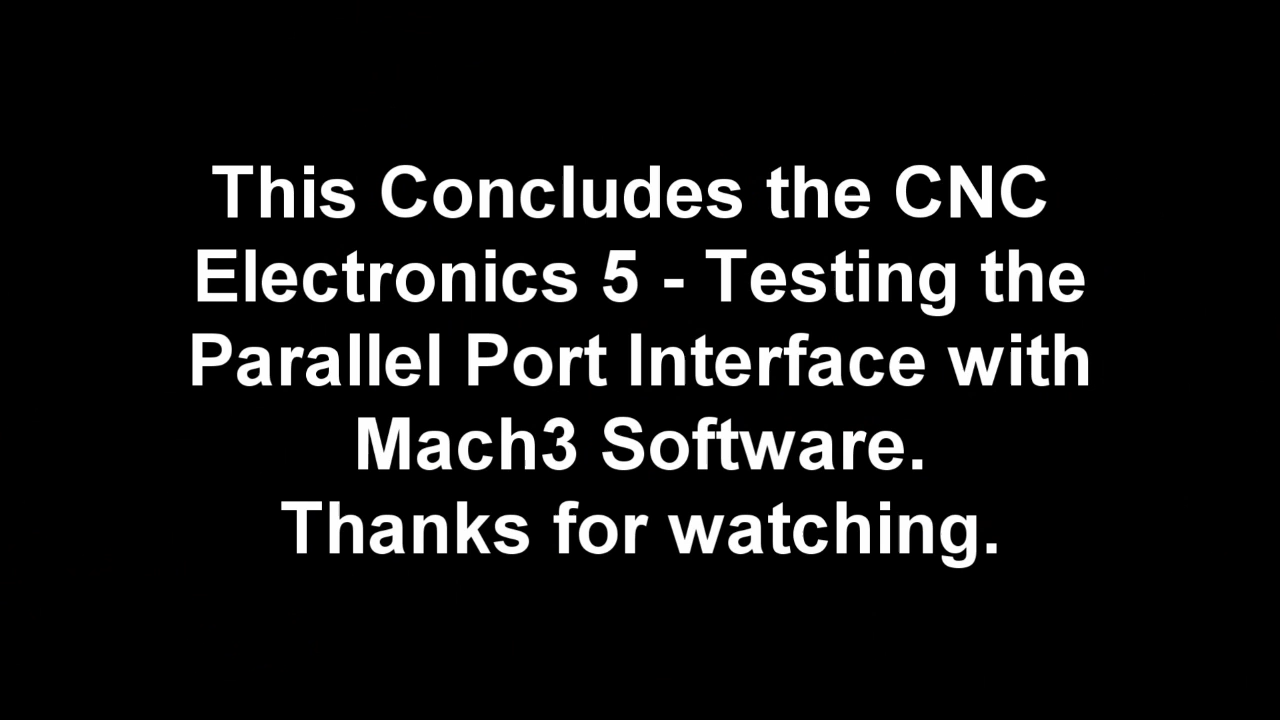 This Concludes the CNC
Electronics 5 - Testing the
Parallel Port Interface with
Mach3 Software.
Thanks for watching.